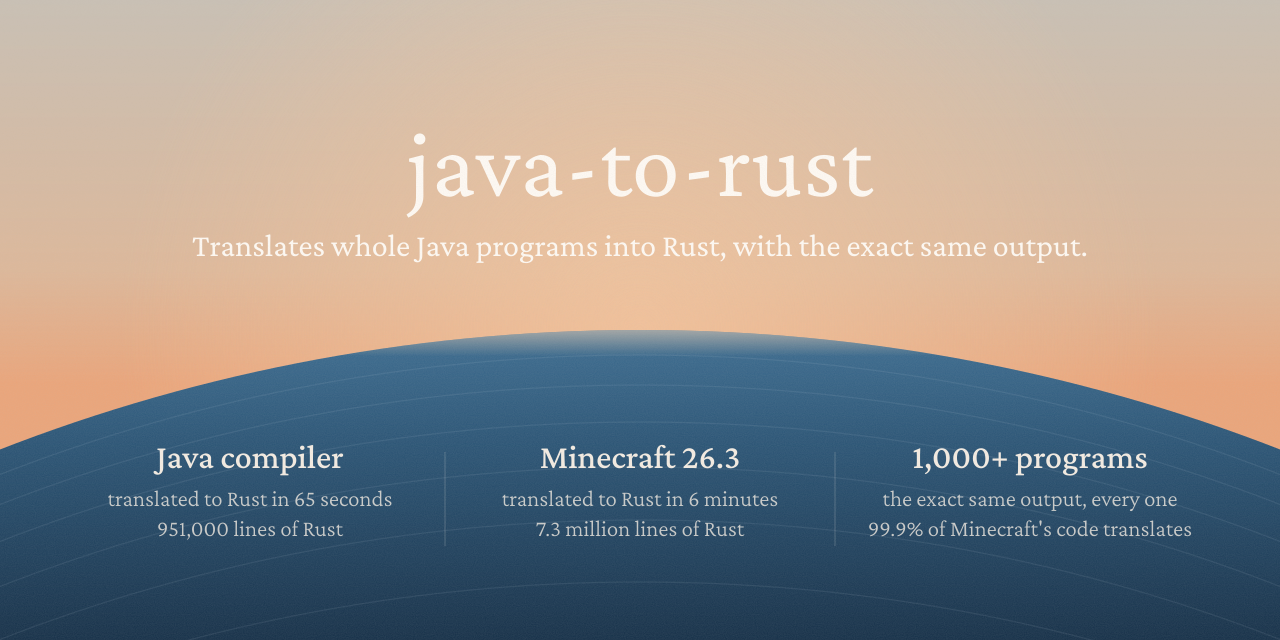 java-to-rust
Translates whole Java programs into Rust, with the exact same output.
Java compiler
translated to Rust in 65 seconds
951,000 lines of Rust
Minecraft 26.3
translated to Rust in 6 minutes
7.3 million lines of Rust
1,000+ programs
the exact same output, every one
99.9% of Minecraft's code translates